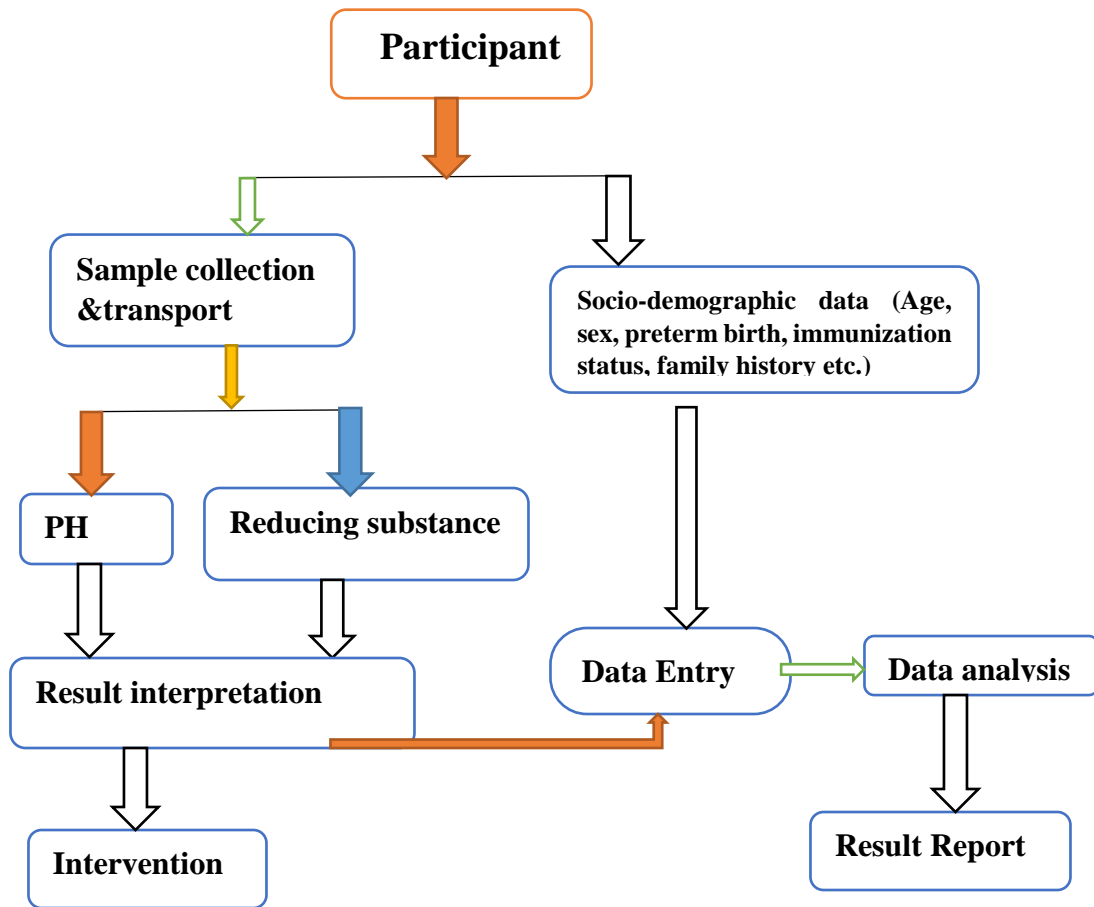 Participant
Sample collection
&transport
Socio-demographic data (Age,
sex, preterm birth, immunization
status, family history etc.)
PH
Reducing substance
Result interpretation
Data Entry
Data analysis
Intervention
Result Report